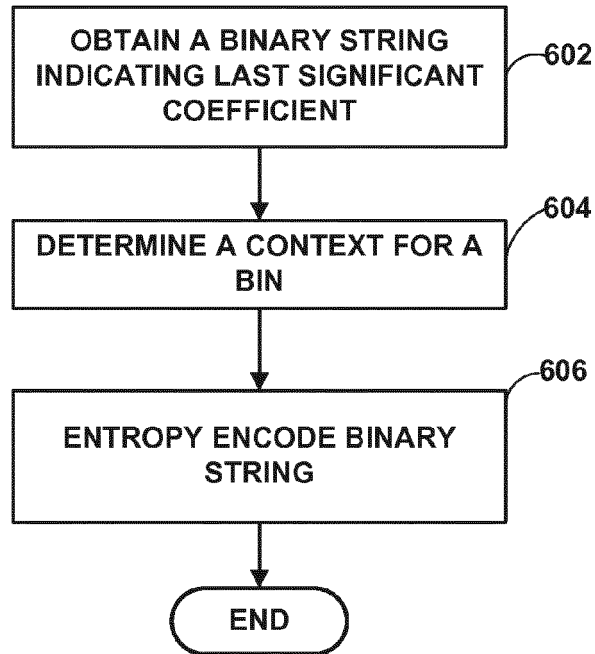 OBTAIN A BINARY STRING
INDICATING LAST SIGNIFICANT
COEFFICIENT
602
DETERMINE A CONTEXT FOR A
BIN
604
ENTROPY ENCODE BINARY
STRING
606
END